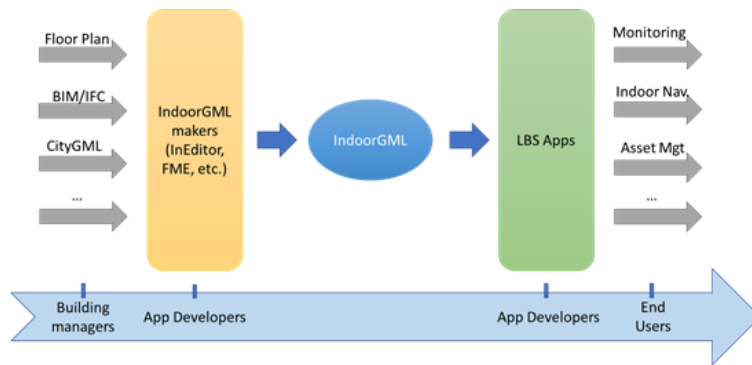 Floor Plan
BIM/IFC
CityGML
...
IndoorGML
makers
(InEditor,
FME, etc.)
IndoorGML
LBS Apps
Monitoring
Indoor Nav.
Asset Mgt
...
Building
managers
App Developers
App Developers
End
Users